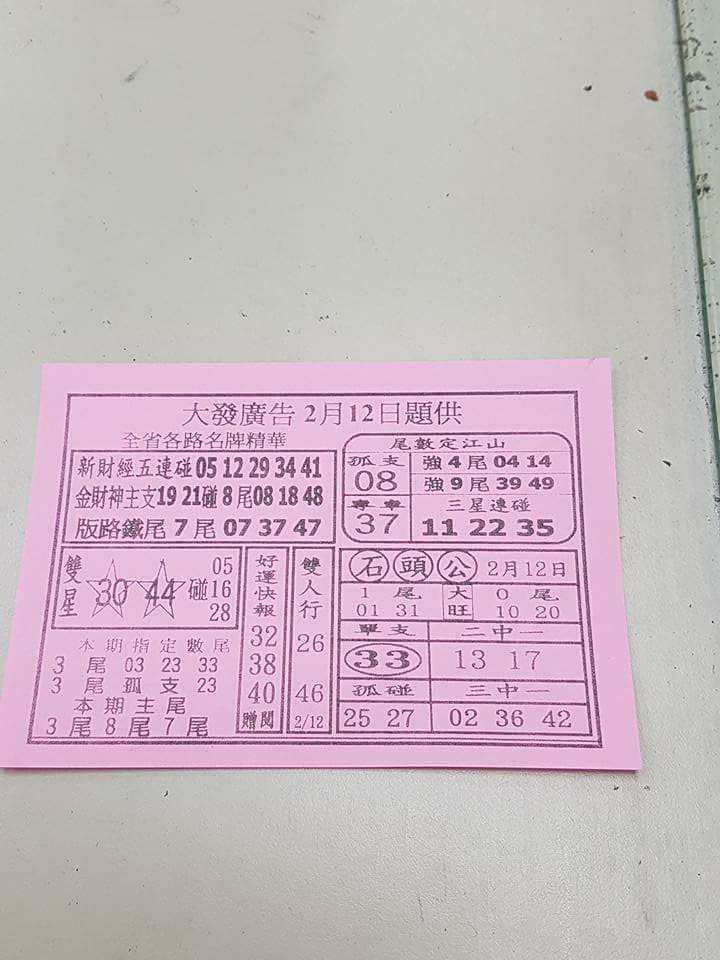 大發廣告 2月12日題供
全省各路名牌精華
新財經五連碰05 12 29 34 41
金財神主支19 21碰 8 尾08 18 48
版路鐵尾 7 尾 07 37 47
尾數定江山
孤支
08
強 4 尾 04 14
強 9 尾 39 49
專車
37
三星連碰
11 22 35
雙星
30 44
碰
05
16
28
本期指定數尾
3 尾 03 23 33
3 尾 孤 支 23
本期主尾
3尾8尾7尾
好運快報
32
38
40
贈閱
雙人行
26
46
2/12
石頭公 2月12日
1 尾
01 31
大旺
0 尾
10 20
單支
33
二中一
13 17
孤碰
25 27
三中一
02 36 42